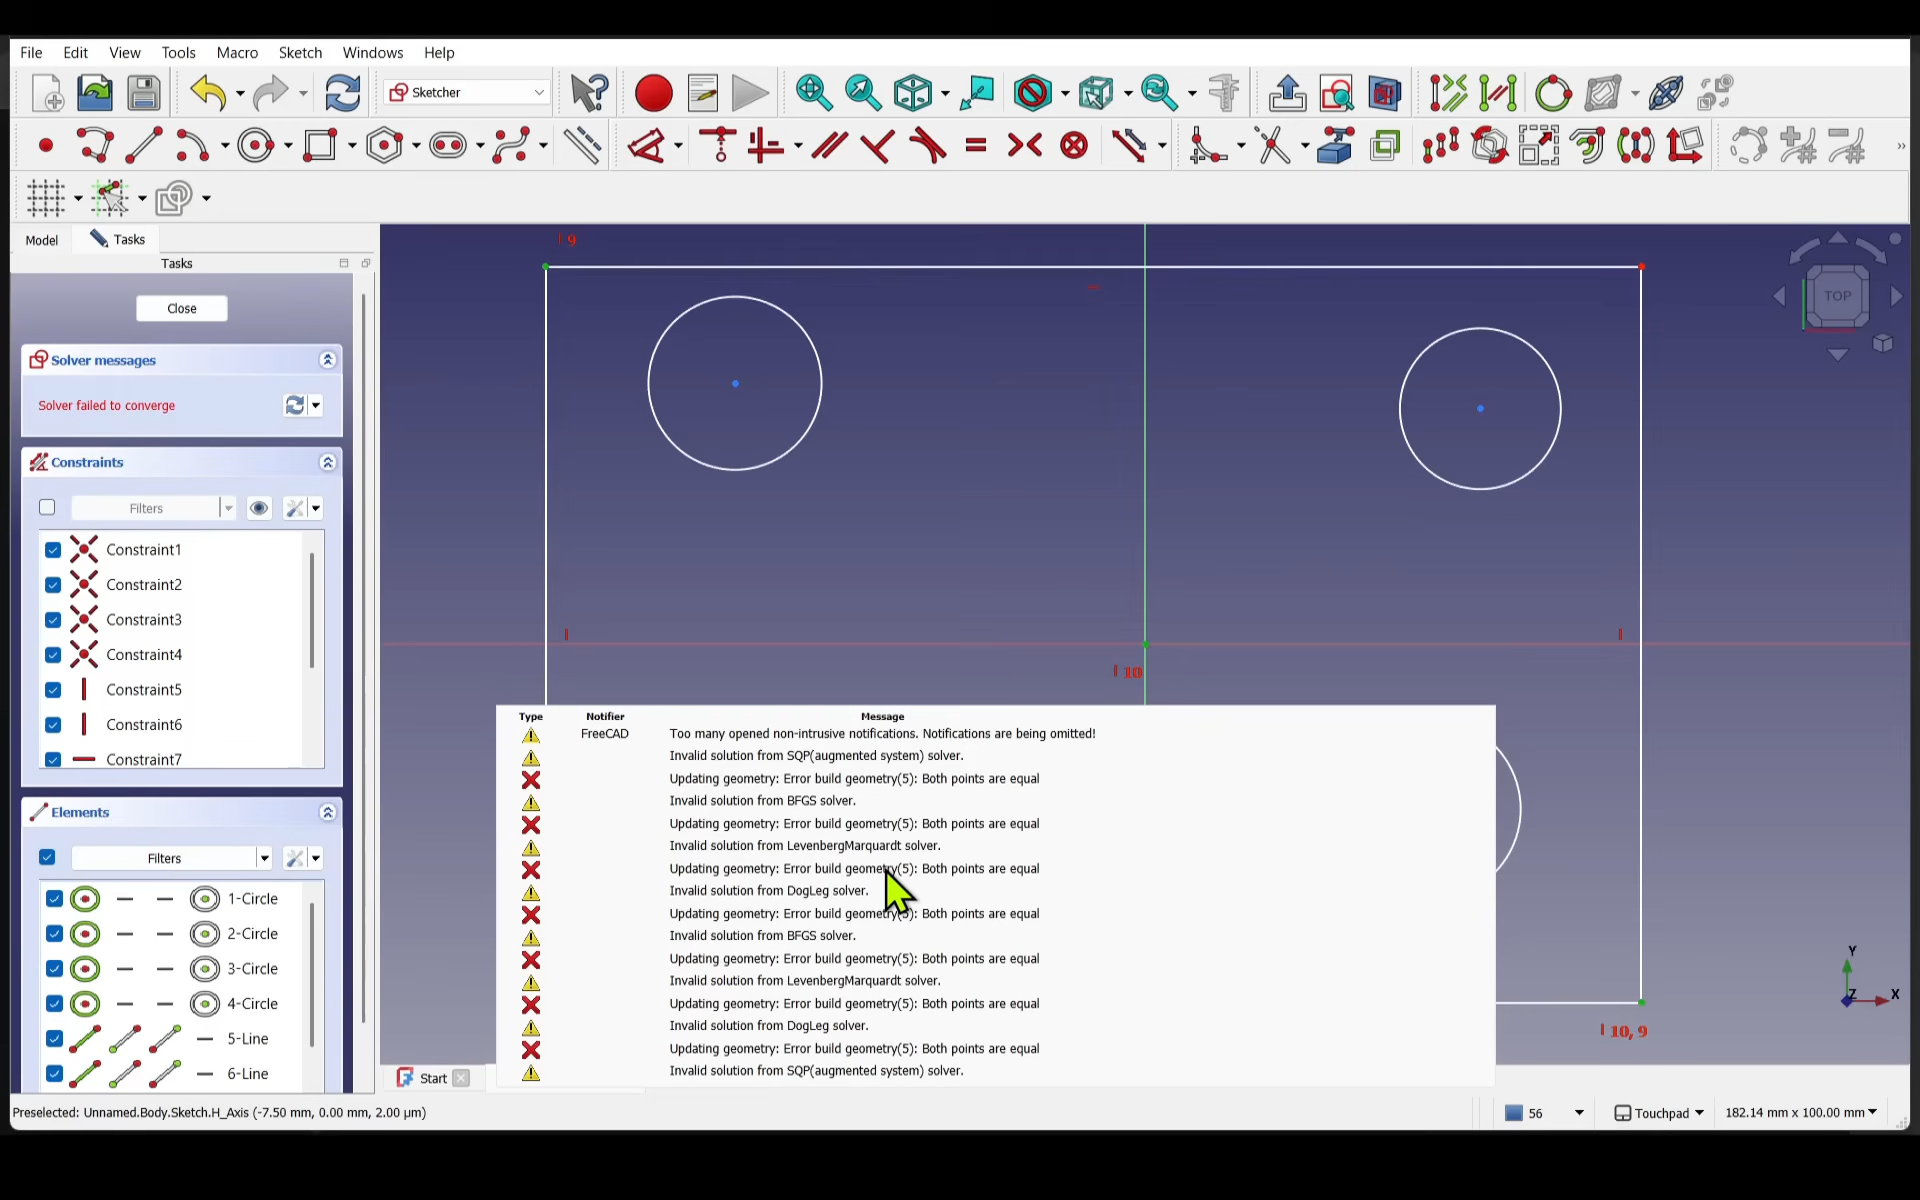 File Edit View Tools Macro Sketch Windows Help
Sketcher
Model Tasks
Tasks
Close
Solver messages
Solver failed to converge
Constraints
Filters
Constraint1
Constraint2
Constraint3
Constraint4
Constraint5
Constraint6
Constraint7
Elements
Filters
1-Circle
2-Circle
3-Circle
4-Circle
5-Line
6-Line
9
TOP
10
10, 9
Y
Z
X
Type Notifier Message
FreeCAD Too many opened non-intrusive notifications. Notifications are being omitted!
Invalid solution from SQP(augmented system) solver.
Updating geometry: Error build geometry(5): Both points are equal
Invalid solution from BFGS solver.
Updating geometry: Error build geometry(5): Both points are equal
Invalid solution from LevenbergMarquardt solver.
Updating geometry: Error build geometry(5): Both points are equal
Invalid solution from DogLeg solver.
Updating geometry: Error build geometry(5): Both points are equal
Invalid solution from BFGS solver.
Updating geometry: Error build geometry(5): Both points are equal
Invalid solution from LevenbergMarquardt solver.
Updating geometry: Error build geometry(5): Both points are equal
Invalid solution from DogLeg solver.
Updating geometry: Error build geometry(5): Both points are equal
Invalid solution from SQP(augmented system) solver.
Start
Preselected: Unnamed.Body.Sketch.H_Axis (-7.50 mm, 0.00 mm, 2.00 μm)
56 Touchpad 182.14 mm x 100.00 mm